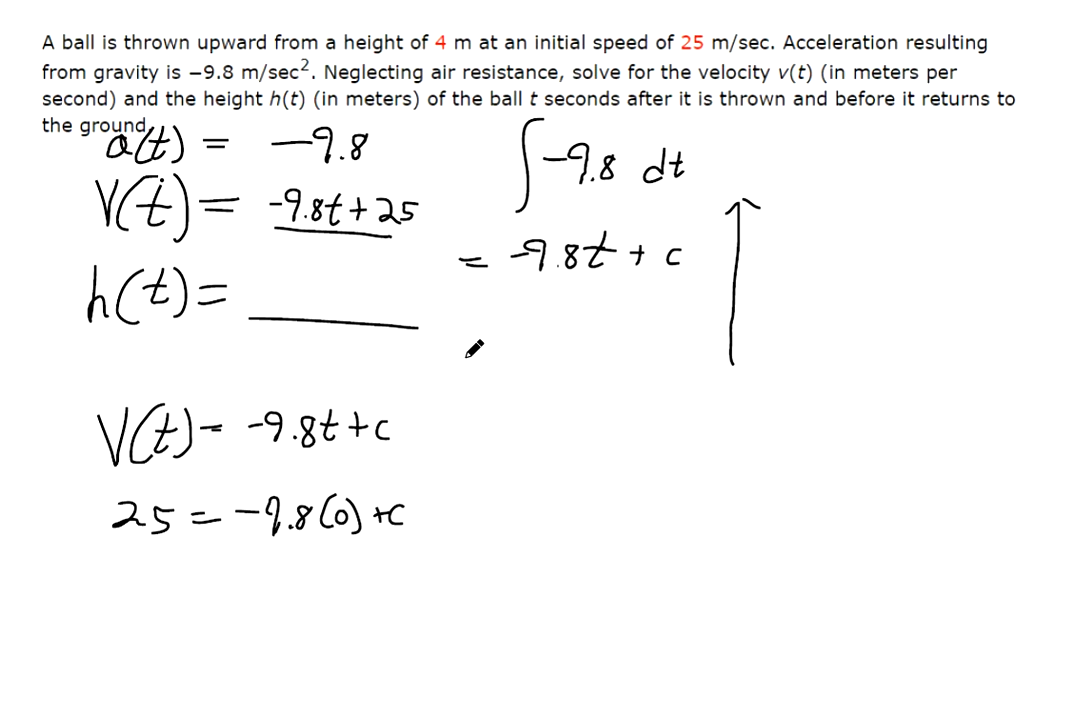 A ball is thrown upward from a height of 4 m at an initial speed of 25 m/sec. Acceleration resulting
from gravity is −9.8 m/sec². Neglecting air resistance, solve for the velocity v(t) (in meters per
second) and the height h(t) (in meters) of the ball t seconds after it is thrown and before it returns to
the ground.
a(t) = -9.8
∫-9.8 dt
V(t) = -9.8t + 25
= -9.8t + c
h(t) =
V(t) = -9.8t + c
25 = -9.8(0) + c